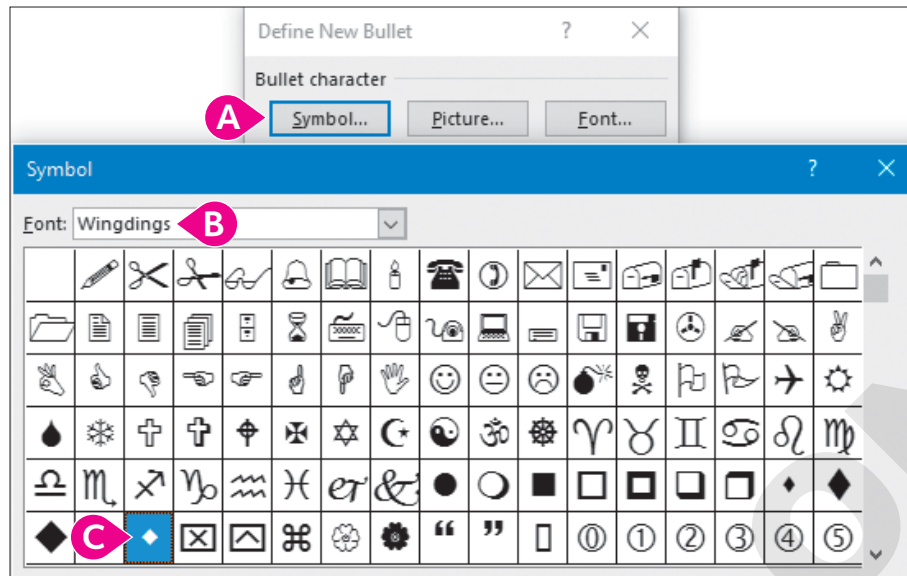 Define New Bullet ?
Bullet character
A Symbol... Picture... Font...
Symbol ?
Font: Wingdings B
C